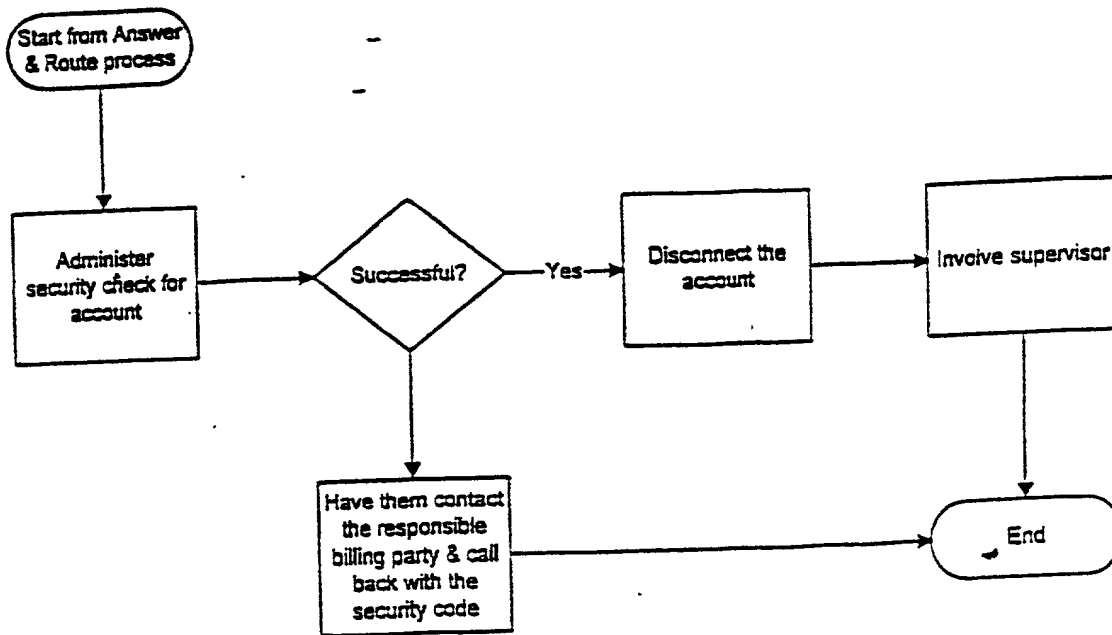 Start from Answer
& Route process
Administer
security check for
account
Successful?
Yes
Disconnect the
account
Involve supervisor
Have them contact
the responsible
billing party & call
back with the
security code
End